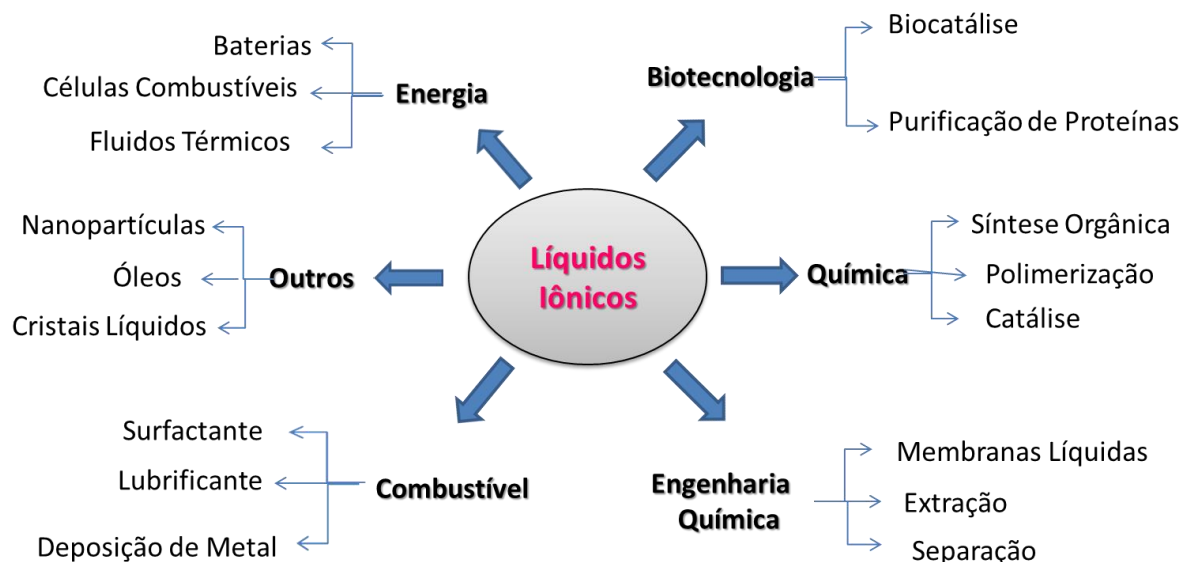 Baterias
Células Combustíveis
Fluidos Térmicos
Energia
Biotecnologia
Biocatálise
Purificação de Proteínas
Nanopartículas
Óleos
Cristais Líquidos
Outros
Líquidos
Iônicos
Química
Síntese Orgânica
Polimerização
Catálise
Surfactante
Lubrificante
Deposição de Metal
Combustível
Engenharia
Química
Membranas Líquidas
Extração
Separação